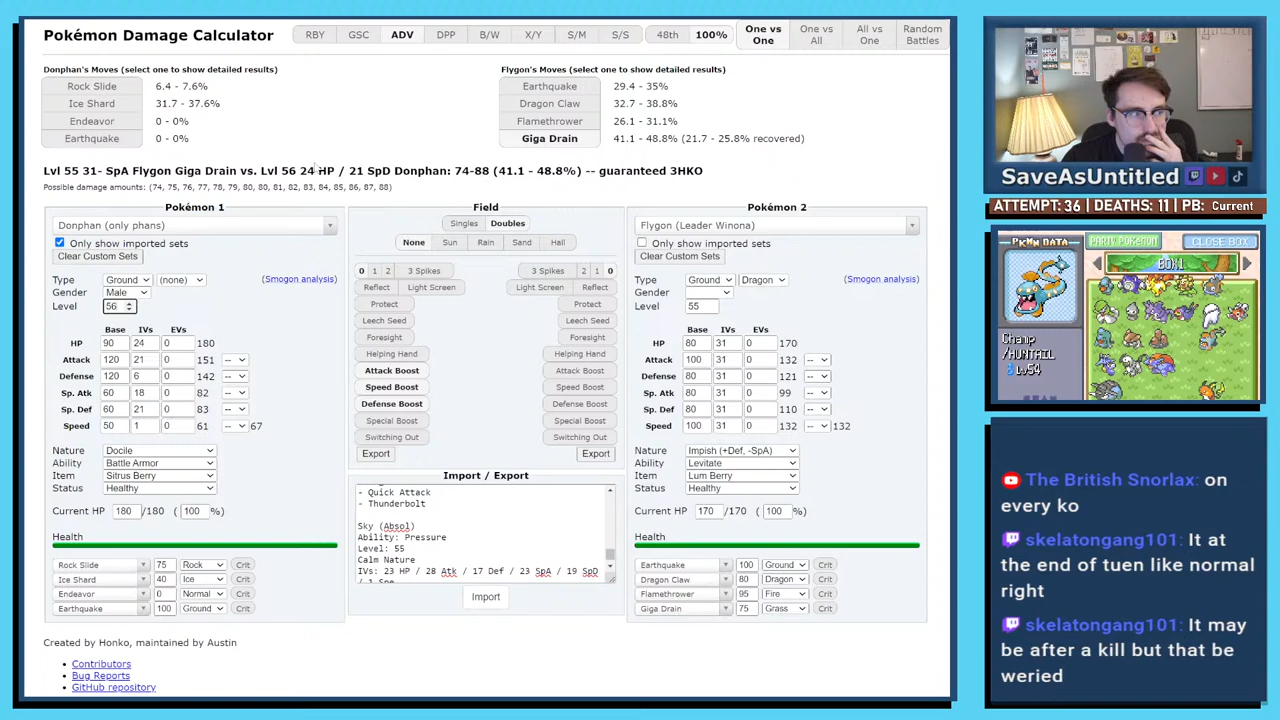 Pokémon Damage Calculator
RBY GSC ADV DPP B/W X/Y S/M S/S 48th 100% One vs One One vs All All vs One Random Battles
Donphan's Moves (select one to show detailed results)
Rock Slide 6.4 - 7.6%
Ice Shard 31.7 - 37.6%
Endeavor 0 - 0%
Earthquake 0 - 0%
Flygon's Moves (select one to show detailed results)
Earthquake 29.4 - 35%
Dragon Claw 32.7 - 38.8%
Flamethrower 26.1 - 31.1%
Giga Drain 41.1 - 48.8% (21.7 - 25.8% recovered)
Lvl 55 31- SpA Flygon Giga Drain vs. Lvl 56 24 HP / 21 SpD Donphan: 74-88 (41.1 - 48.8%) -- guaranteed 3HKO
Possible damage amounts: (74, 75, 76, 77, 78, 79, 80, 80, 81, 82, 83, 84, 85, 86, 87, 88)
Pokémon 1
Donphan (only phans)
Only show imported sets
Clear Custom Sets
Type Ground (none) (Smogon analysis)
Gender Male
Level 56
Base IVs EVs
HP 90 24 0 180
Attack 120 21 0 151 --
Defense 120 6 0 142 --
Sp. Atk 60 18 0 82 --
Sp. Def 60 21 0 83 --
Speed 50 1 0 61 -- 67
Nature Docile
Ability Battle Armor
Item Sitrus Berry
Status Healthy
Current HP 180 /180 ( 100 %)
Health
Rock Slide 75 Rock Crit
Ice Shard 40 Ice Crit
Endeavor 0 Normal Crit
Earthquake 100 Ground Crit
Field
Singles Doubles
None Sun Rain Sand Hail
0 1 2 3 Spikes 3 Spikes 2 1 0
Reflect Light Screen Light Screen Reflect
Protect Protect
Leech Seed Leech Seed
Foresight Foresight
Helping Hand Helping Hand
Attack Boost Attack Boost
Speed Boost Speed Boost
Defense Boost Defense Boost
Special Boost Special Boost
Switching Out Switching Out
Export Export
Import / Export
- Quick Attack
- Thunderbolt
Sky (Absol)
Ability: Pressure
Level: 55
Calm Nature
IVs: 23 HP / 28 Atk / 17 Def / 23 SpA / 19 SpD
/ 1 Spe
Import
Pokémon 2
Flygon (Leader Winona)
Only show imported sets
Clear Custom Sets
Type Ground Dragon (Smogon analysis)
Gender
Level 55
Base IVs EVs
HP 80 31 0 170
Attack 100 31 0 132 --
Defense 80 31 0 121 --
Sp. Atk 80 31 0 99 --
Sp. Def 80 31 0 110 --
Speed 100 31 0 132 -- 132
Nature Impish (+Def, -SpA)
Ability Levitate
Item Lum Berry
Status Healthy
Current HP 170 /170 ( 100 %)
Health
Earthquake 100 Ground Crit
Dragon Claw 80 Dragon Crit
Flamethrower 95 Fire Crit
Giga Drain 75 Grass Crit
Created by Honko, maintained by Austin
• Contributors
• Bug Reports
• GitHub repository
SaveAsUntitled
ATTEMPT: 36 | DEATHS: 11 | PB: Current
PKMN DATA PARTY POKéMON CLOSE BOX
BOX1
Champ
/HUNTAIL
♂ Lv54
The British Snorlax: on
every ko
skelatongang101: It at
the end of tuen like normal
right
skelatongang101: It may
be after a kill but that be
weried